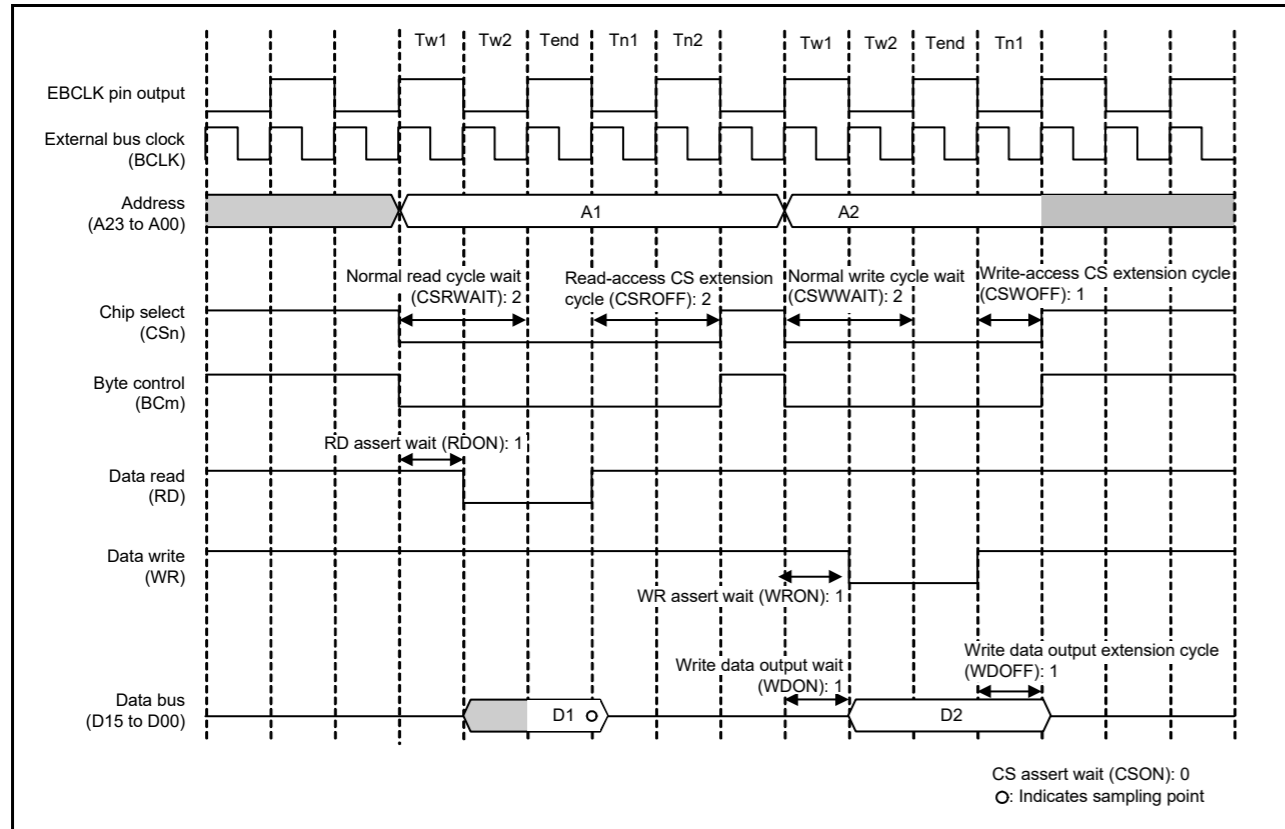 Tw1 Tw2 Tend Tn1 Tn2 Tw1 Tw2 Tend Tn1
EBCLK pin output
External bus clock
(BCLK)
Address
(A23 to A00)
A1 A2
Normal read cycle wait
(CSRWAIT): 2
Read-access CS extension
cycle (CSROFF): 2
Normal write cycle wait
(CSWWAIT): 2
Write-access CS extension cycle
(CSWOFF): 1
Chip select
(CSn)
Byte control
(BCm)
RD assert wait (RDON): 1
Data read
(RD)
Data write
(WR)
WR assert wait (WRON): 1
Write data output wait
(WDON): 1
Write data output extension cycle
(WDOFF): 1
Data bus
(D15 to D00)
D1 D2
CS assert wait (CSON): 0
O: Indicates sampling point